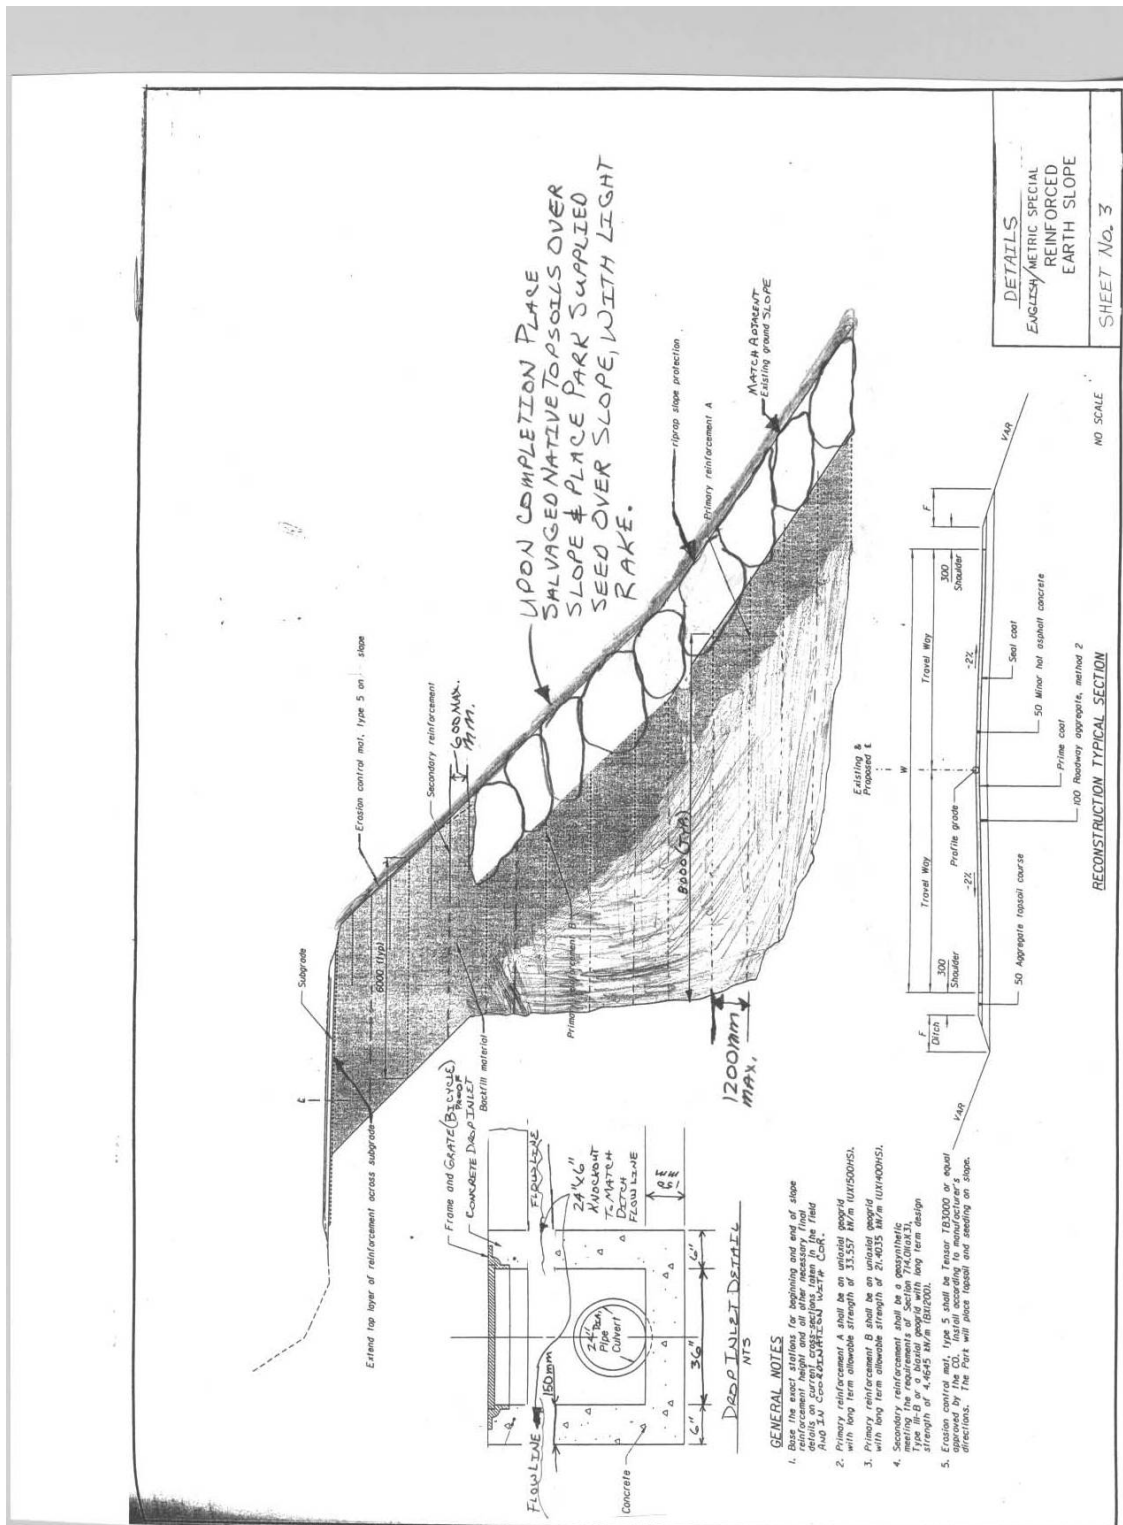 UPON COMPLETION PLACE
SALVAGED NATIVE TOPSOILS OVER
SLOPE & PLACE PARK SUPPLIED
SEED OVER SLOPE, WITH LIGHT
RAKE.
Subgrade
Erosion control mat, type 5 on slope
Secondary reinforcement
600 MAX.
MM.
riprap slope protection
Primary reinforcement A
MATCH ADJACENT
Existing ground SLOPE
6000 (typ)
8000 (TYP)
Extend top layer of reinforcement across subgrade
Backfill material
Primary reinforcement B
1200mm
MAX.
Frame and GRATE (BICYCLE)
PROOF
CONCRETE DROP INLET
FLOWLINE
24"x6"
KNOCKOUT
To MATCH
DITCH
FLOW LINE
24" DIA.
Pipe
Culvert
150mm
FLOWLINE
Concrete
6"
36"
6"
DROP INLET DETAIL
NTS
GENERAL NOTES
1. Base the exact stations for beginning and end of slope
reinforcement height and all other necessary final
details on current cross-sections taken in the field
AND IN COORDINATION WITH COR.
2. Primary reinforcement A shall be an uniaxial geogrid
with long term allowable strength of 33.557 kN/m (UX1500HS).
3. Primary reinforcement B shall be an uniaxial geogrid
with long term allowable strength of 21.4035 kN/m (UX1400HS).
4. Secondary reinforcement shall be a geosynthetic
meeting the requirements of Section 714.01(a)(3),
Type III-B or a biaxial geogrid with long term design
strength of 4.4645 kN/m (BX1200).
5. Erosion control mat, type 5 shall be Tensar TB3000 or equal
approved by the CO. Install according to manufacturer's
directions. The Park will place topsoil and seeding on slope.
Existing &
Proposed ℄
W
Travel Way
Travel Way
300
Shoulder
300
Shoulder
F
Ditch
F
VAR
VAR
Profile grade
-2%
-2%
50 Aggregate topsoil course
100 Roadway aggregate, method 2
Prime coat
50 Minor hot asphalt concrete
Seal coat
RECONSTRUCTION TYPICAL SECTION
NO SCALE
DETAILS
ENGLISH/METRIC SPECIAL
REINFORCED
EARTH SLOPE
SHEET No. 3